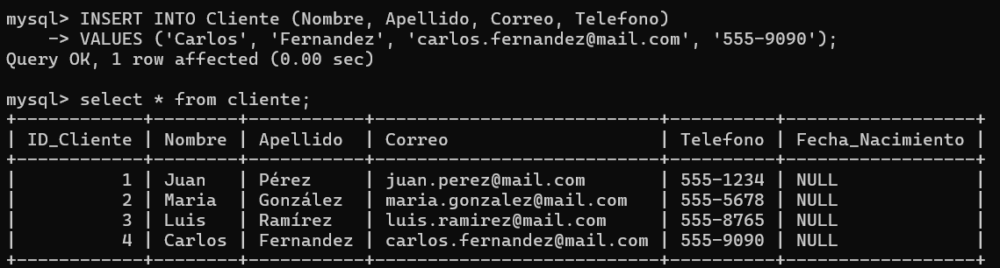 mysql> INSERT INTO Cliente (Nombre, Apellido, Correo, Telefono)
    -> VALUES ('Carlos', 'Fernandez', 'carlos.fernandez@mail.com', '555-9090');
Query OK, 1 row affected (0.00 sec)

mysql> select * from cliente;
+------------+--------+-----------+---------------------------+----------+------------------+
| ID_Cliente | Nombre | Apellido  | Correo                    | Telefono | Fecha_Nacimiento |
+------------+--------+-----------+---------------------------+----------+------------------+
|          1 | Juan   | Pérez     | juan.perez@mail.com       | 555-1234 | NULL             |
|          2 | Maria  | González  | maria.gonzalez@mail.com   | 555-5678 | NULL             |
|          3 | Luis   | Ramírez   | luis.ramirez@mail.com     | 555-8765 | NULL             |
|          4 | Carlos | Fernandez | carlos.fernandez@mail.com | 555-9090 | NULL             |
+------------+--------+-----------+---------------------------+----------+------------------+